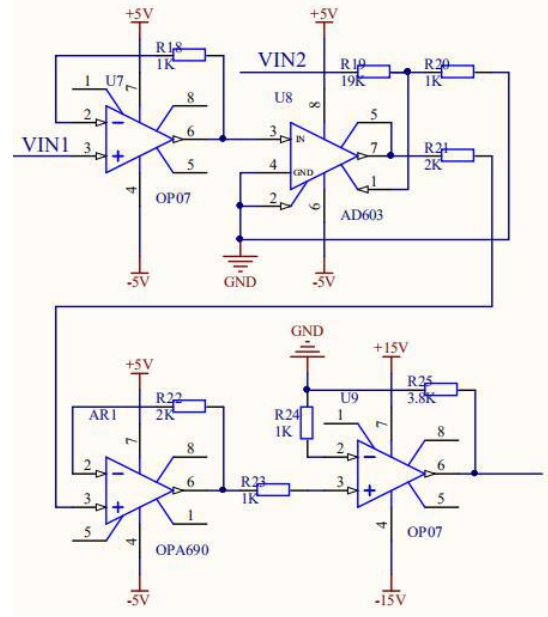 +5V
+5V
R18
1K
VIN2
R19
19K
R20
1K
1
U7
7
8
U8
8
5
2
6
3
IN
7
R21
2K
VIN1
3
5
4
GND
1
4
OP07
2
6
AD603
-5V
GND
-5V
GND
+5V
+15V
R22
2K
R25
3.8K
AR1
U9
R24
1K
1
7
8
7
8
2
6
2
6
3
R23
1K
3
5
1
5
4
OPA690
4
OP07
-5V
-15V